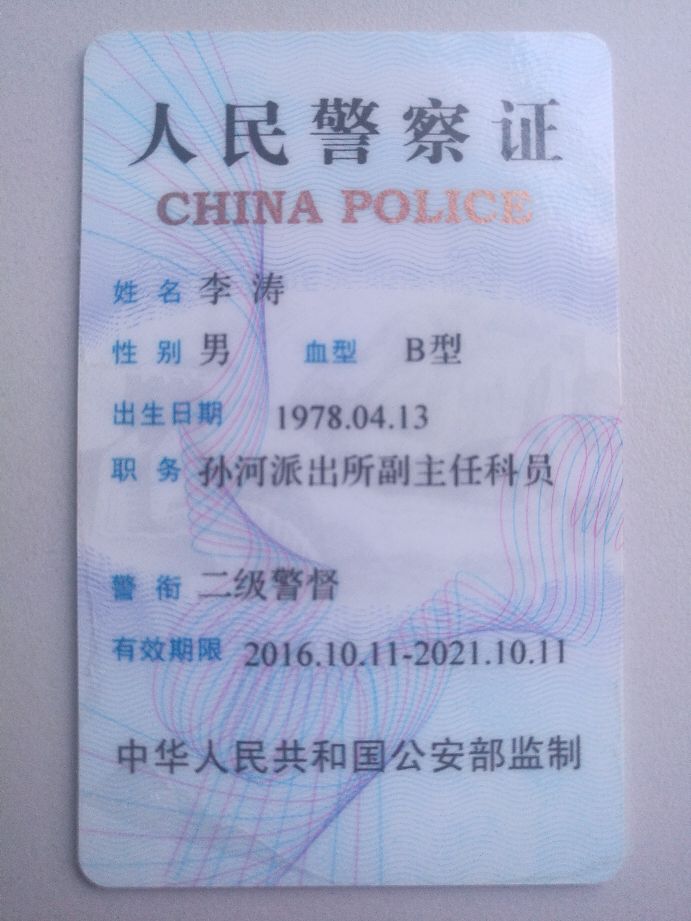 人民警察证
CHINA POLICE
姓名 李涛
性别 男 血型 B型
出生日期 1978.04.13
职务 孙河派出所副主任科员
警衔 二级警督
有效期限 2016.10.11-2021.10.11
中华人民共和国公安部监制